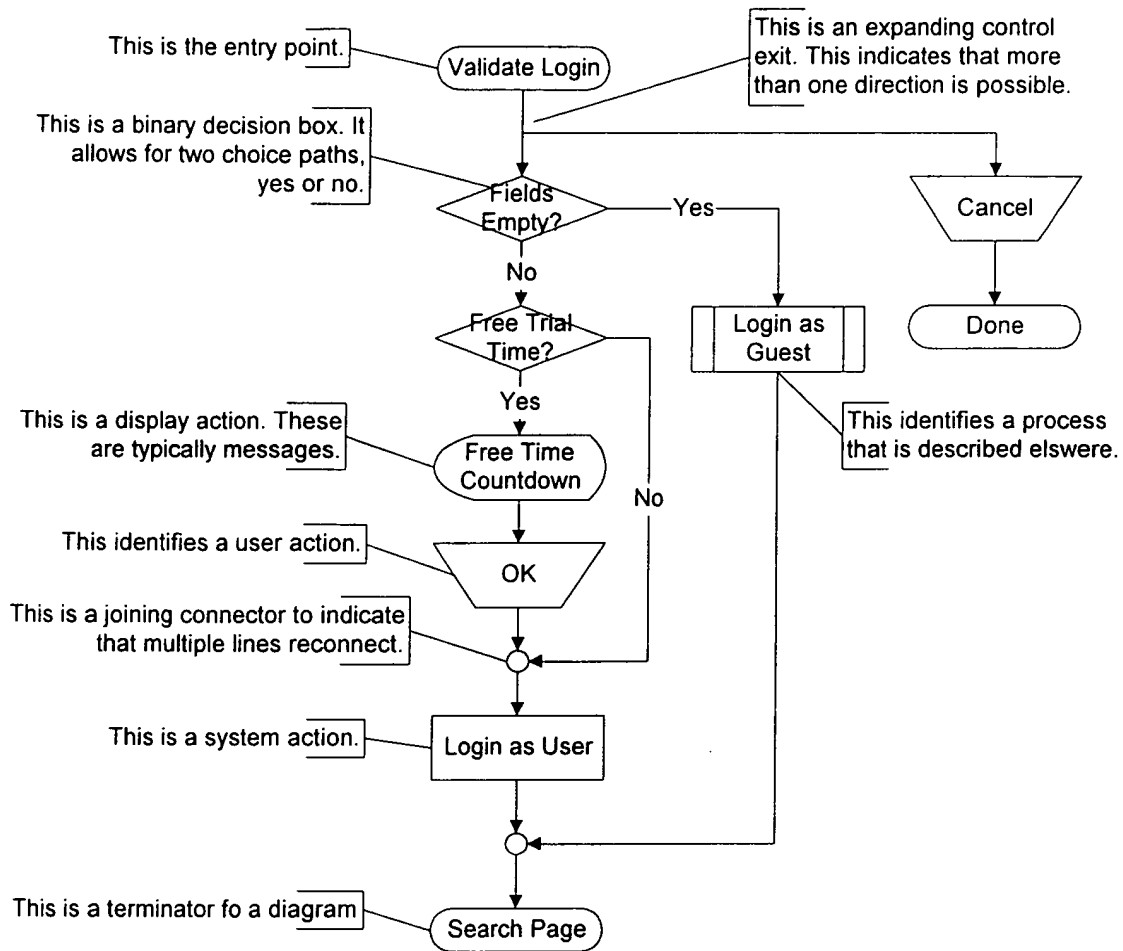 This is the entry point.
Validate Login
This is an expanding control
exit. This indicates that more
than one direction is possible.
This is a binary decision box. It
allows for two choice paths,
yes or no.
Fields
Empty?
Yes
Cancel
No
Free Trial
Time?
Login as
Guest
Done
Yes
This is a display action. These
are typically messages.
Free Time
Countdown
This identifies a process
that is described elswere.
No
This identifies a user action.
OK
This is a joining connector to indicate
that multiple lines reconnect.
This is a system action.
Login as User
This is a terminator fo a diagram
Search Page